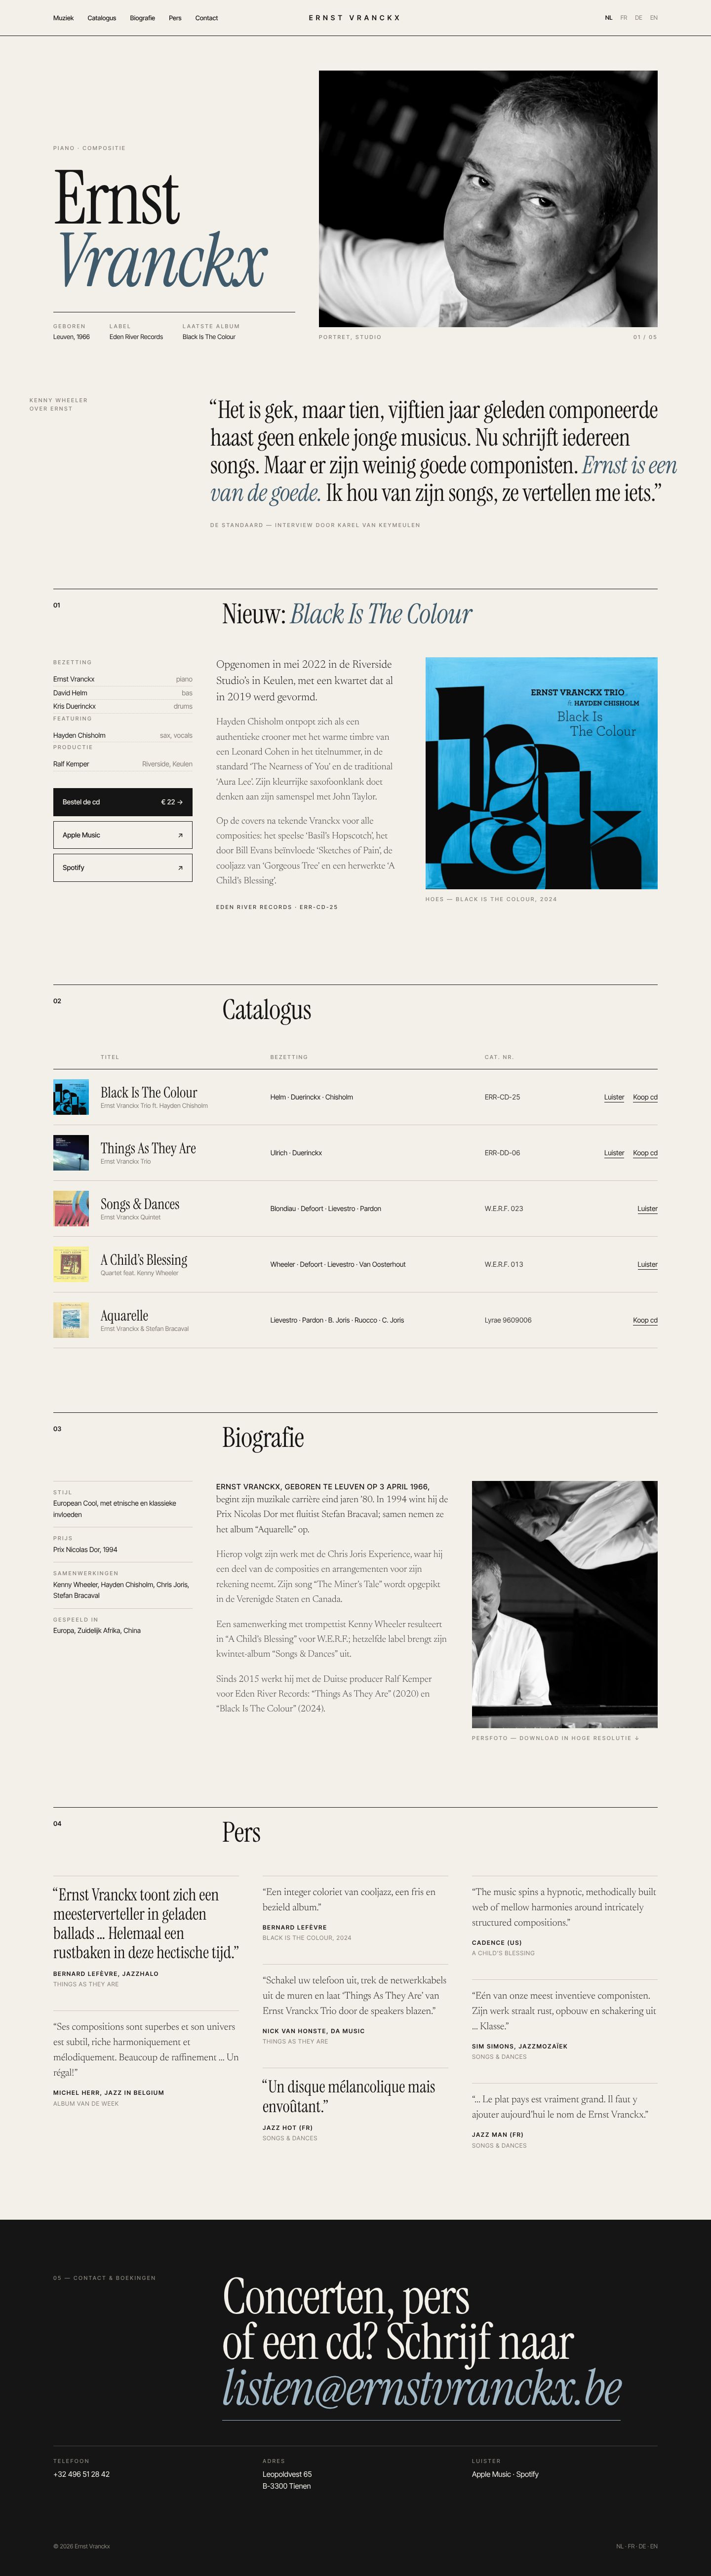 Muziek Catalogus Biografie Pers Contact
ERNST VRANCKX
NL FR DE EN
PIANO · COMPOSITIE
Ernst
Vranckx
GEBOREN LABEL LAATSTE ALBUM
Leuven, 1966 Eden River Records Black Is The Colour
PORTRET, STUDIO 01 / 05
KENNY WHEELER
OVER ERNST
“Het is gek, maar tien, vijftien jaar geleden componeerde
haast geen enkele jonge musicus. Nu schrijft iedereen
songs. Maar er zijn weinig goede componisten. Ernst is een
van de goede. Ik hou van zijn songs, ze vertellen me iets.”
DE STANDAARD — INTERVIEW DOOR KAREL VAN KEYMEULEN
01
Nieuw: Black Is The Colour
BEZETTING
Ernst Vranckx piano
David Helm bas
Kris Duerinckx drums
FEATURING
Hayden Chisholm sax, vocals
PRODUCTIE
Ralf Kemper Riverside, Keulen
Bestel de cd € 22 →
Apple Music ↗
Spotify ↗
Opgenomen in mei 2022 in de Riverside
Studio’s in Keulen, met een kwartet dat al
in 2019 werd gevormd.
Hayden Chisholm ontpopt zich als een
authentieke crooner met het warme timbre van
een Leonard Cohen in het titelnummer, in de
standard ‘The Nearness of You’ en de traditional
‘Aura Lee’. Zijn kleurrijke saxofoonklank doet
denken aan zijn samenspel met John Taylor.
Op de covers na tekende Vranckx voor alle
composities: het speelse ‘Basil’s Hopscotch’, het
door Bill Evans beïnvloede ‘Sketches of Pain’, de
cooljazz van ‘Gorgeous Tree’ en een herwerkte ‘A
Child’s Blessing’.
EDEN RIVER RECORDS · ERR-CD-25
ERNST VRANCKX TRIO
& HAYDEN CHISHOLM
Black Is
The Colour
HOES — BLACK IS THE COLOUR, 2024
02
Catalogus
TITEL BEZETTING CAT. NR.
Black Is The Colour
Ernst Vranckx Trio ft. Hayden Chisholm
Helm · Duerinckx · Chisholm
ERR-CD-25
Luister Koop cd
Things As They Are
Ernst Vranckx Trio
Ulrich · Duerinckx
ERR-DD-06
Luister Koop cd
Songs & Dances
Ernst Vranckx Quintet
Blondiau · Defoort · Lievestro · Pardon
W.E.R.F. 023
Luister
A Child’s Blessing
Quartet feat. Kenny Wheeler
Wheeler · Defoort · Lievestro · Van Oosterhout
W.E.R.F. 013
Luister
Aquarelle
Ernst Vranckx & Stefan Bracaval
Lievestro · Pardon · B. Joris · Ruocco · C. Joris
Lyrae 9609006
Koop cd
03
Biografie
STIJL
European Cool, met etnische en klassieke
invloeden
PRIJS
Prix Nicolas Dor, 1994
SAMENWERKINGEN
Kenny Wheeler, Hayden Chisholm, Chris Joris,
Stefan Bracaval
GESPEELD IN
Europa, Zuidelijk Afrika, China
ERNST VRANCKX, GEBOREN TE LEUVEN OP 3 APRIL 1966,
begint zijn muzikale carrière eind jaren ’80. In 1994 wint hij de
Prix Nicolas Dor met fluitist Stefan Bracaval; samen nemen ze
het album “Aquarelle” op.
Hierop volgt zijn werk met de Chris Joris Experience, waar hij
een deel van de composities en arrangementen voor zijn
rekening neemt. Zijn song “The Miner’s Tale” wordt opgepikt
in de Verenigde Staten en Canada.
Een samenwerking met trompettist Kenny Wheeler resulteert
in “A Child’s Blessing” voor W.E.R.F.; hetzelfde label brengt zijn
kwintet-album “Songs & Dances” uit.
Sinds 2015 werkt hij met de Duitse producer Ralf Kemper
voor Eden River Records: “Things As They Are” (2020) en
“Black Is The Colour” (2024).
PERSFOTO — DOWNLOAD IN HOGE RESOLUTIE ↓
04
Pers
“Ernst Vranckx toont zich een
meesterverteller in geladen
ballads ... Helemaal een
rustbaken in deze hectische tijd.”
BERNARD LEFÈVRE, JAZZHALO
THINGS AS THEY ARE
“Ses compositions sont superbes et son univers
est subtil, riche harmoniquement et
mélodiquement. Beaucoup de raffinement ... Un
régal!”
MICHEL HERR, JAZZ IN BELGIUM
ALBUM VAN DE WEEK
“Een integer coloriet van cooljazz, een fris en
bezield album.”
BERNARD LEFÈVRE
BLACK IS THE COLOUR, 2024
“Schakel uw telefoon uit, trek de netwerkkabels
uit de muren en laat ‘Things As They Are’ van
Ernst Vranckx Trio door de speakers blazen.”
NICK VAN HONSTE, DA MUSIC
THINGS AS THEY ARE
“Un disque mélancolique mais
envoûtant.”
JAZZ HOT (FR)
SONGS & DANCES
“The music spins a hypnotic, methodically built
web of mellow harmonies around intricately
structured compositions.”
CADENCE (US)
A CHILD’S BLESSING
“Eén van onze meest inventieve componisten.
Zijn werk straalt rust, opbouw en schakering uit
... Klasse.”
SIM SIMONS, JAZZMOZAÏEK
SONGS & DANCES
“... Le plat pays est vraiment grand. Il faut y
ajouter aujourd’hui le nom de Ernst Vranckx.”
JAZZ MAN (FR)
SONGS & DANCES
05 — CONTACT & BOEKINGEN
Concerten, pers
of een cd? Schrijf naar
listen@ernstvranckx.be
TELEFOON
+32 496 51 28 42
ADRES
Leopoldvest 65
B-3300 Tienen
LUISTER
Apple Music · Spotify
© 2026 Ernst Vranckx
NL · FR · DE · EN